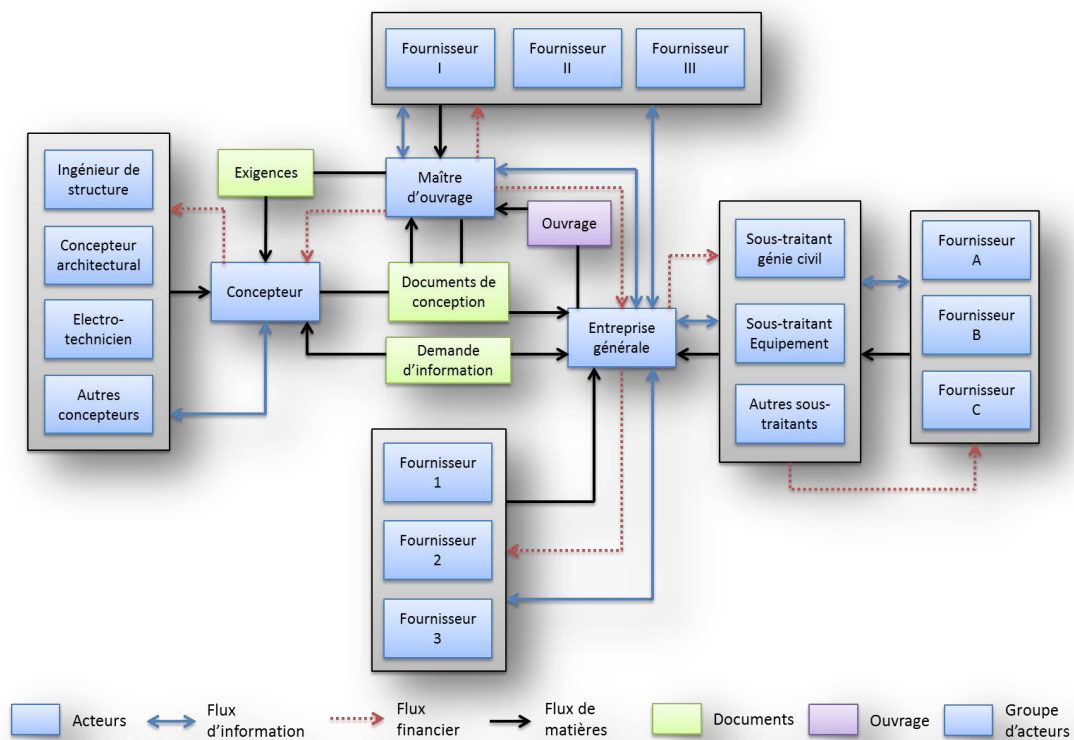 Fournisseur
I
Fournisseur
II
Fournisseur
III
Ingénieur de
structure
Concepteur
architectural
Electro-
technicien
Autres
concepteurs
Exigences
Maître
d’ouvrage
Ouvrage
Concepteur
Documents de
conception
Demande
d’information
Entreprise
générale
Sous-traitant
génie civil
Sous-traitant
Equipement
Autres sous-
traitants
Fournisseur
A
Fournisseur
B
Fournisseur
C
Fournisseur
1
Fournisseur
2
Fournisseur
3
Acteurs
Flux
d’information
Flux
financier
Flux de
matières
Documents
Ouvrage
Groupe
d’acteurs